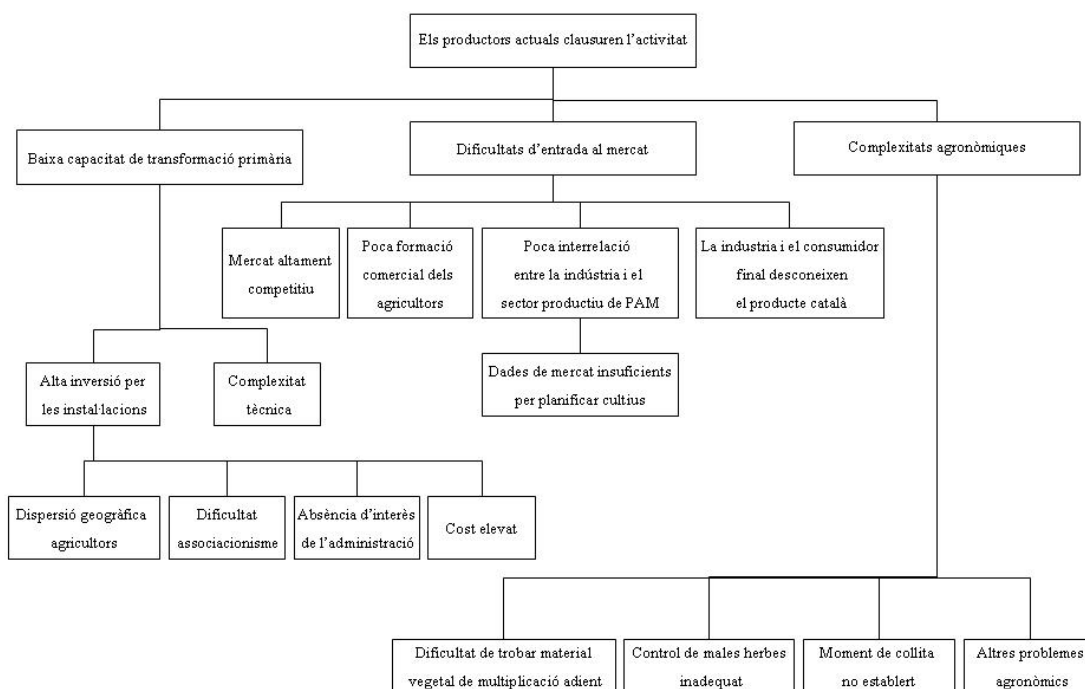 Els productors actuals clausuren l'activitat
Baixa capacitat de transformació primària
Dificultats d'entrada al mercat
Complexitats agronòmiques
Mercat altament
competitiu
Poca formació
comercial dels
agricultors
Poca interrelació
entre la indústria i el
sector productiu de PAM
La industria i el consumidor
final desconeixen
el producte català
Alta inversió per
les instal·lacions
Complexitat
tècnica
Dades de mercat insuficients
per planificar cultius
Dispersió geogràfica
agricultors
Dificultat
associacionisme
Absència d'interès
de l'administració
Cost elevat
Dificultat de trobar material
vegetal de multiplicació adient
Control de males herbes
inadequat
Moment de collita
no establert
Altres problemes
agronòmics